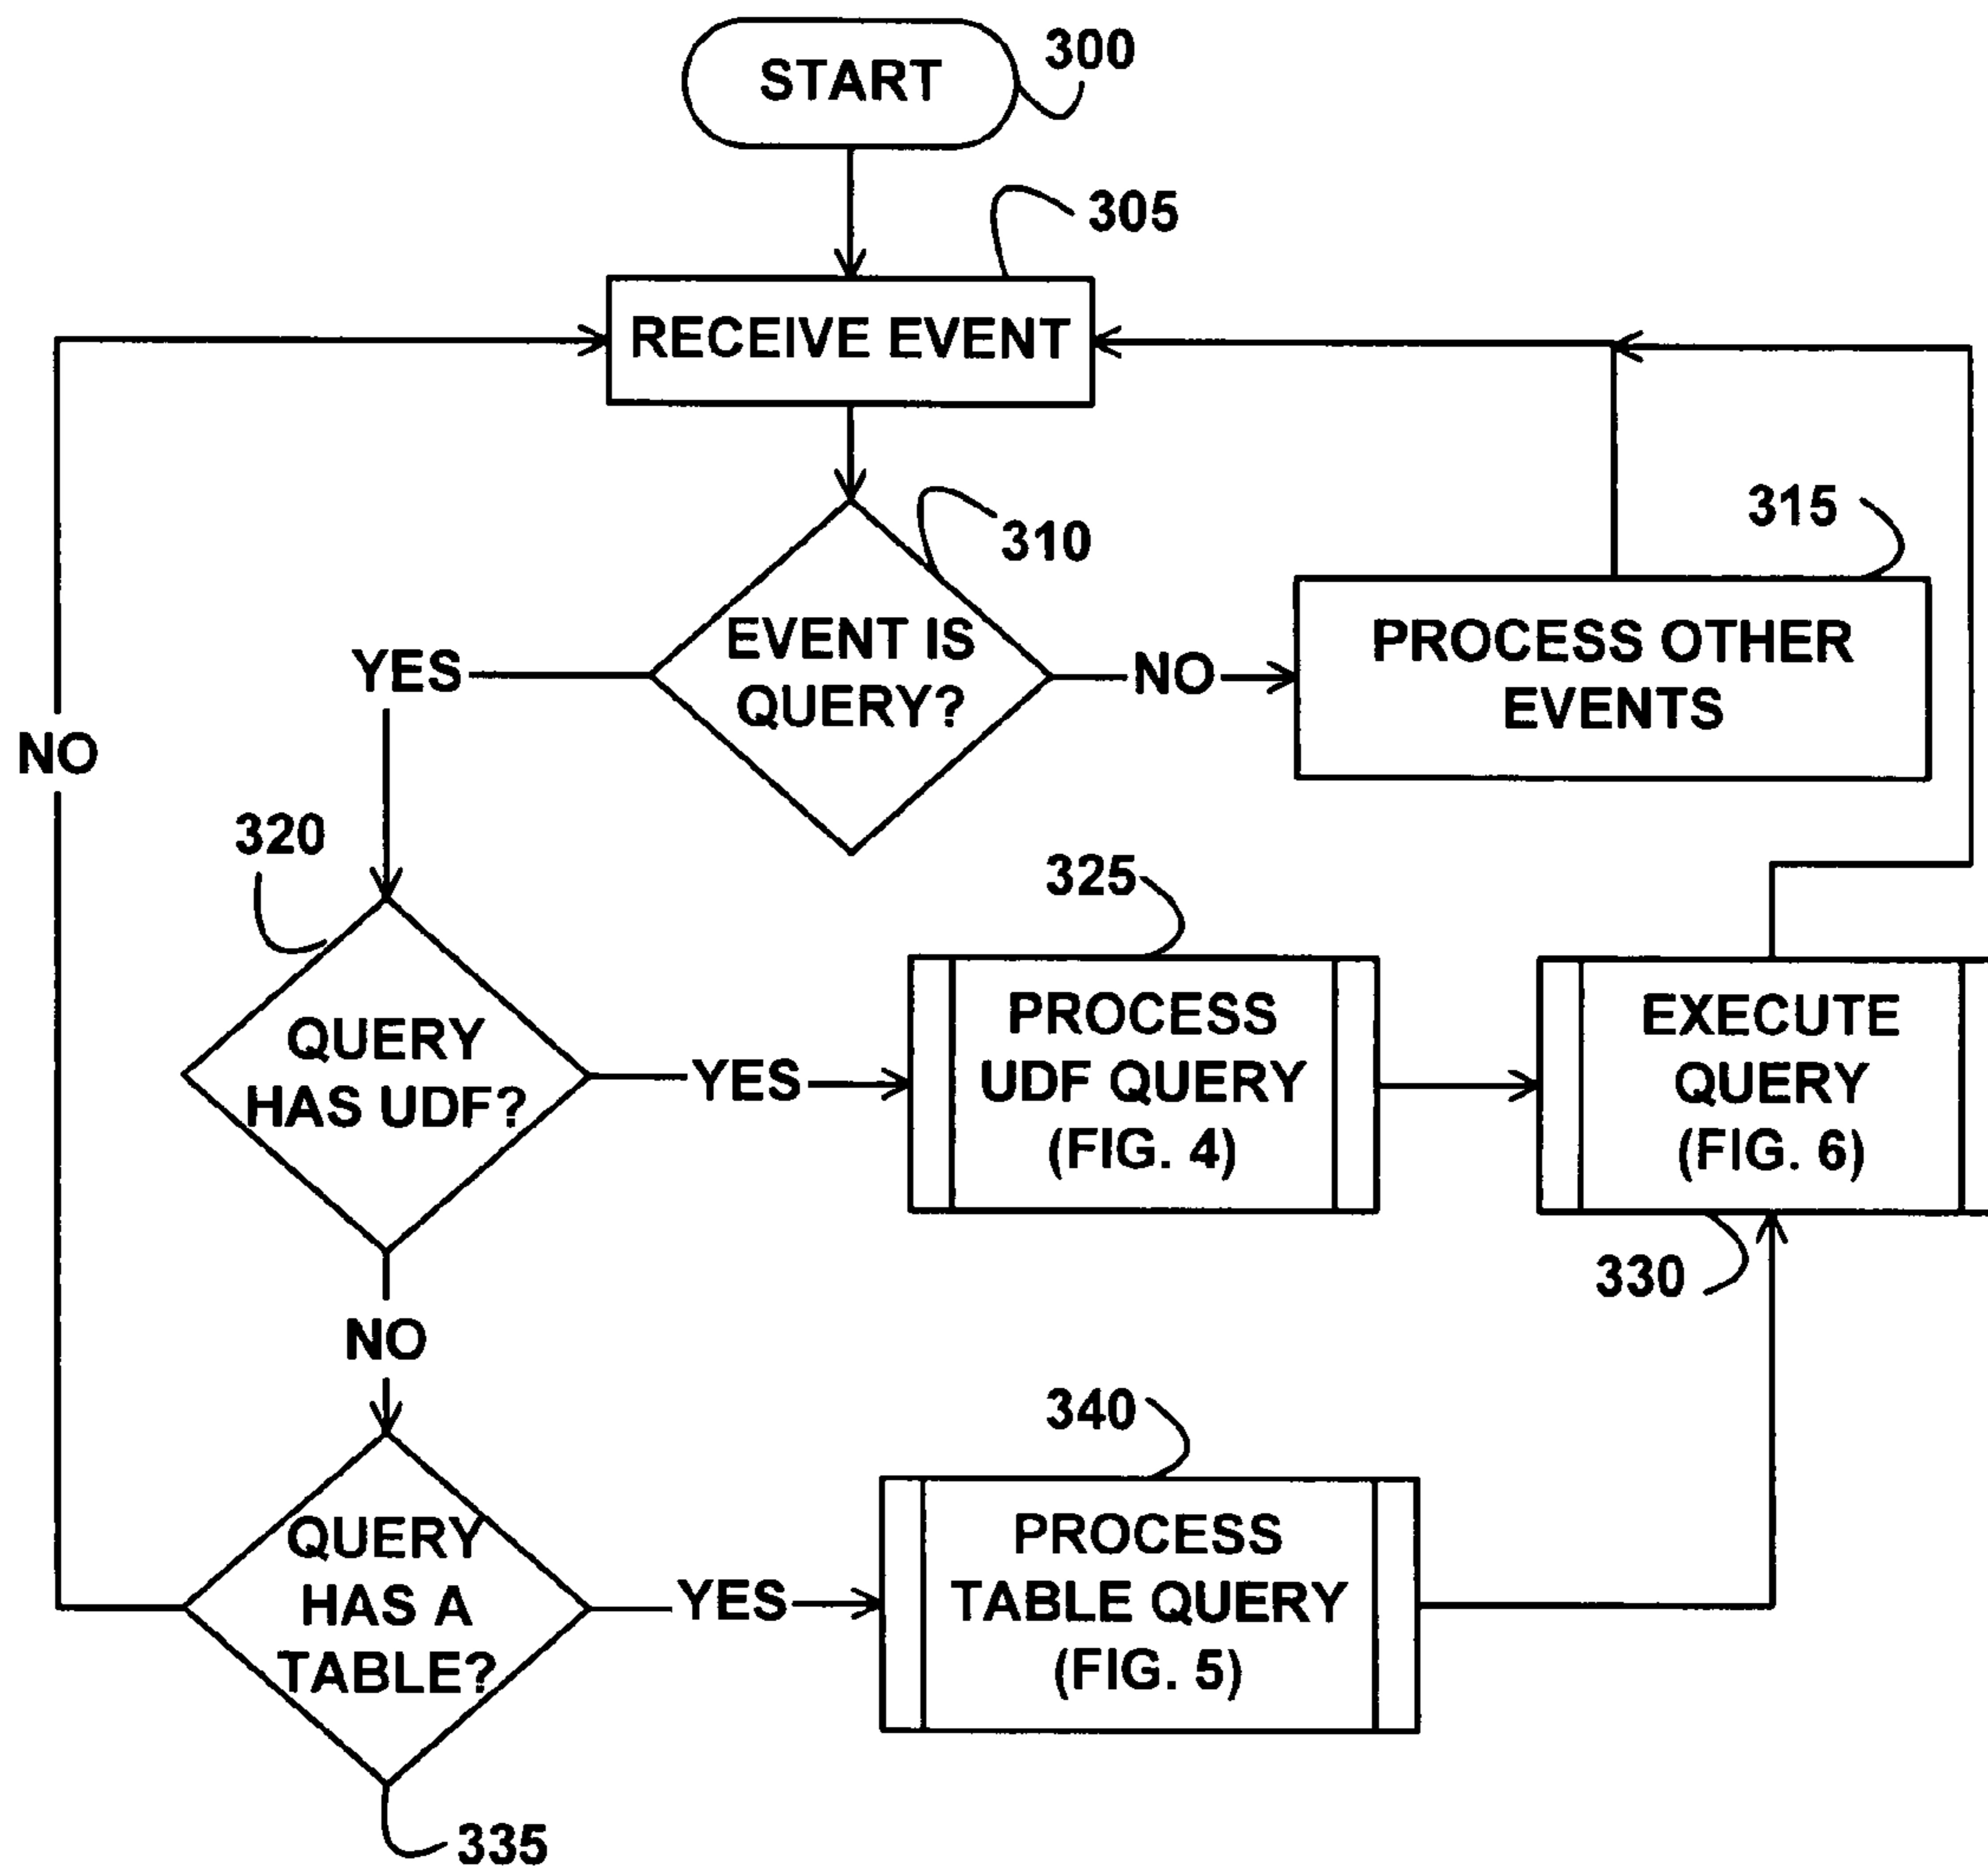 START
300
305
RECEIVE EVENT
310
315
EVENT IS
QUERY?
YES
NO
PROCESS OTHER
EVENTS
NO
320
325
QUERY
HAS UDF?
YES
PROCESS
UDF QUERY
(FIG. 4)
EXECUTE
QUERY
(FIG. 6)
330
NO
340
QUERY
HAS A
TABLE?
YES
PROCESS
TABLE QUERY
(FIG. 5)
335